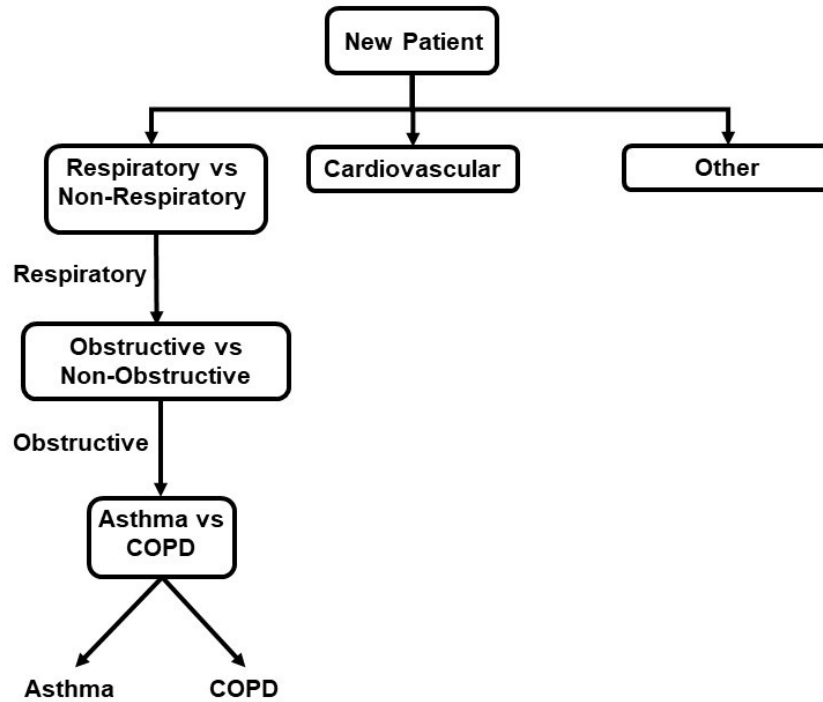 New Patient
Respiratory vs
Non-Respiratory
Cardiovascular
Other
Respiratory
Obstructive vs
Non-Obstructive
Obstructive
Asthma vs
COPD
Asthma
COPD